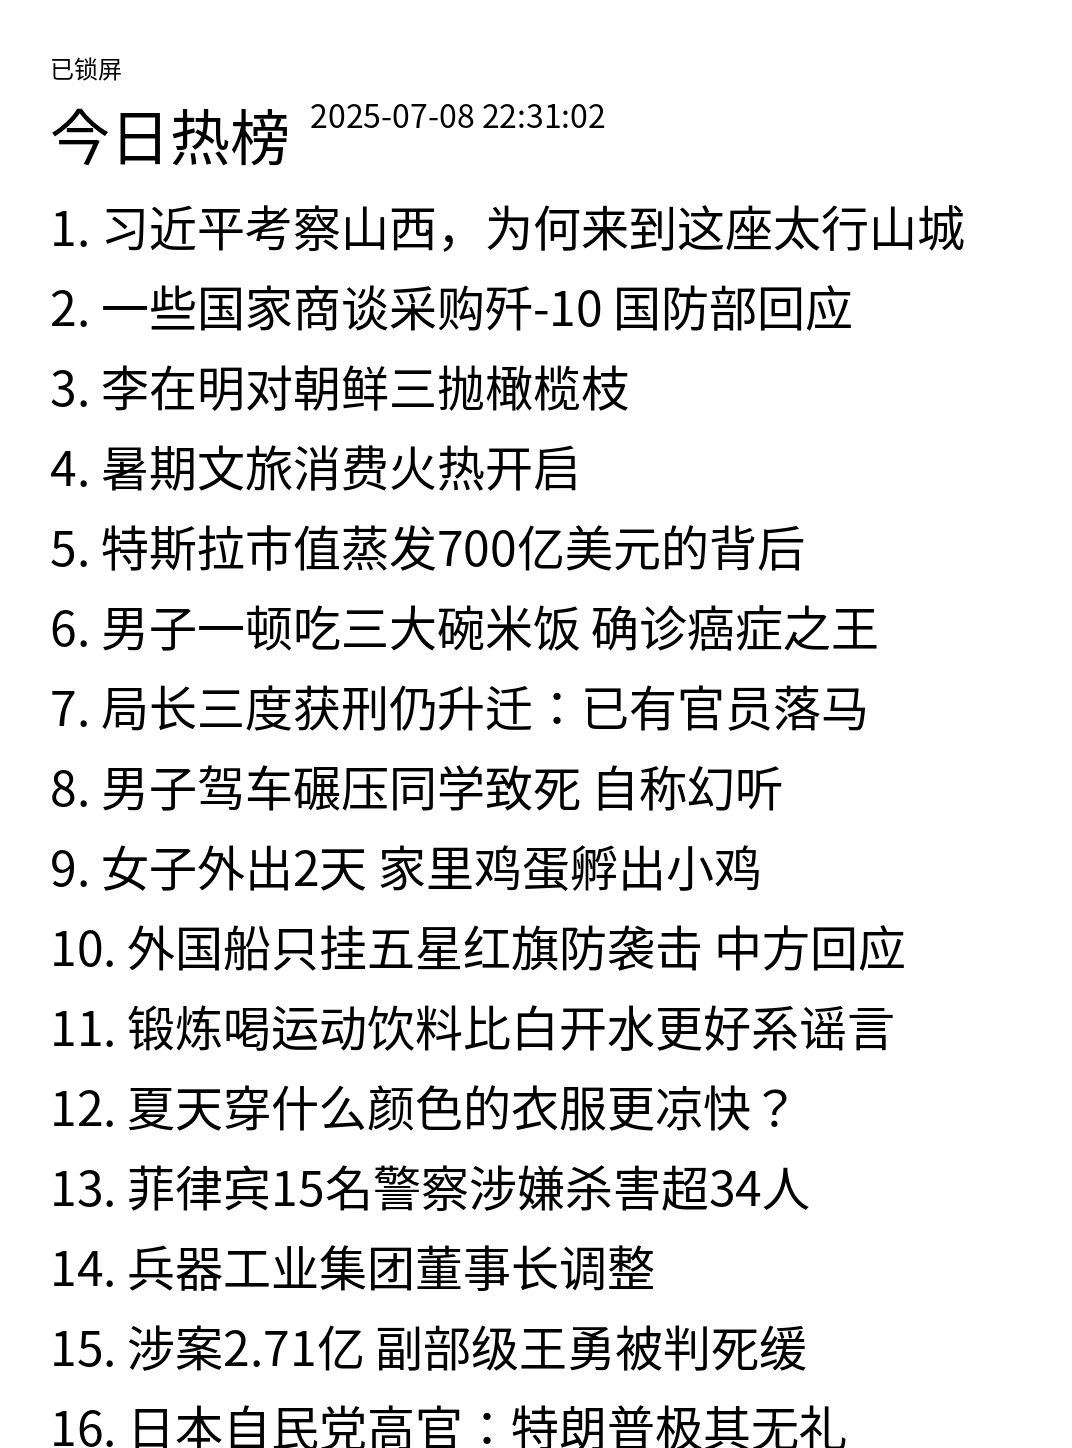 已锁屏
今日热榜 2025-07-08 22:31:02
1. 习近平考察山西，为何来到这座太行山城
2. 一些国家商谈采购歼-10 国防部回应
3. 李在明对朝鲜三抛橄榄枝
4. 暑期文旅消费火热开启
5. 特斯拉市值蒸发700亿美元的背后
6. 男子一顿吃三大碗米饭 确诊癌症之王
7. 局长三度获刑仍升迁：已有官员落马
8. 男子驾车碾压同学致死 自称幻听
9. 女子外出2天 家里鸡蛋孵出小鸡
10. 外国船只挂五星红旗防袭击 中方回应
11. 锻炼喝运动饮料比白开水更好系谣言
12. 夏天穿什么颜色的衣服更凉快？
13. 菲律宾15名警察涉嫌杀害超34人
14. 兵器工业集团董事长调整
15. 涉案2.71亿 副部级王勇被判死缓
16. 日本自民党高官：特朗普极其无礼